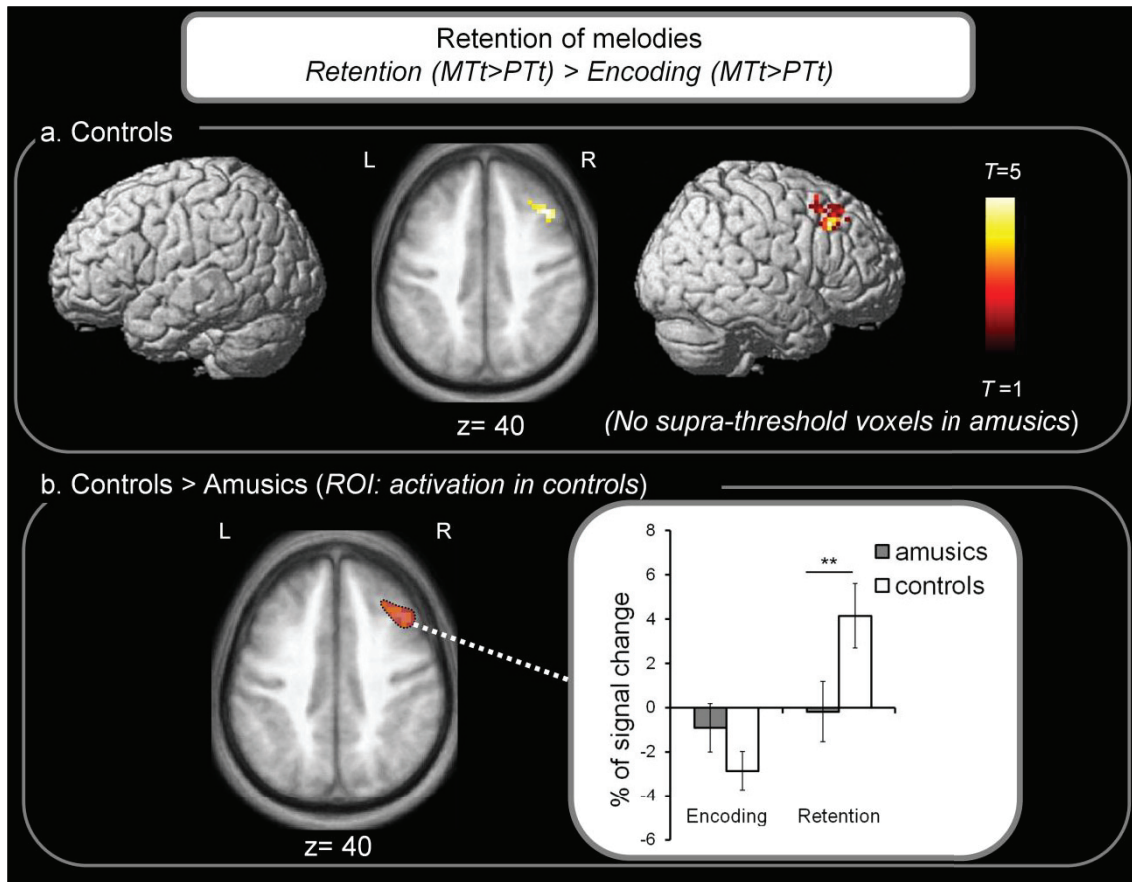 Retention of melodies
Retention (MTt>PTt) > Encoding (MTt>PTt)
a. Controls
L
R
T=5
T =1
z= 40
(No supra-threshold voxels in amusics)
b. Controls > Amusics (ROI: activation in controls)
L
R
z= 40
% of signal change
8
6
4
2
0
-2
-4
-6
**
amusics
controls
Encoding
Retention